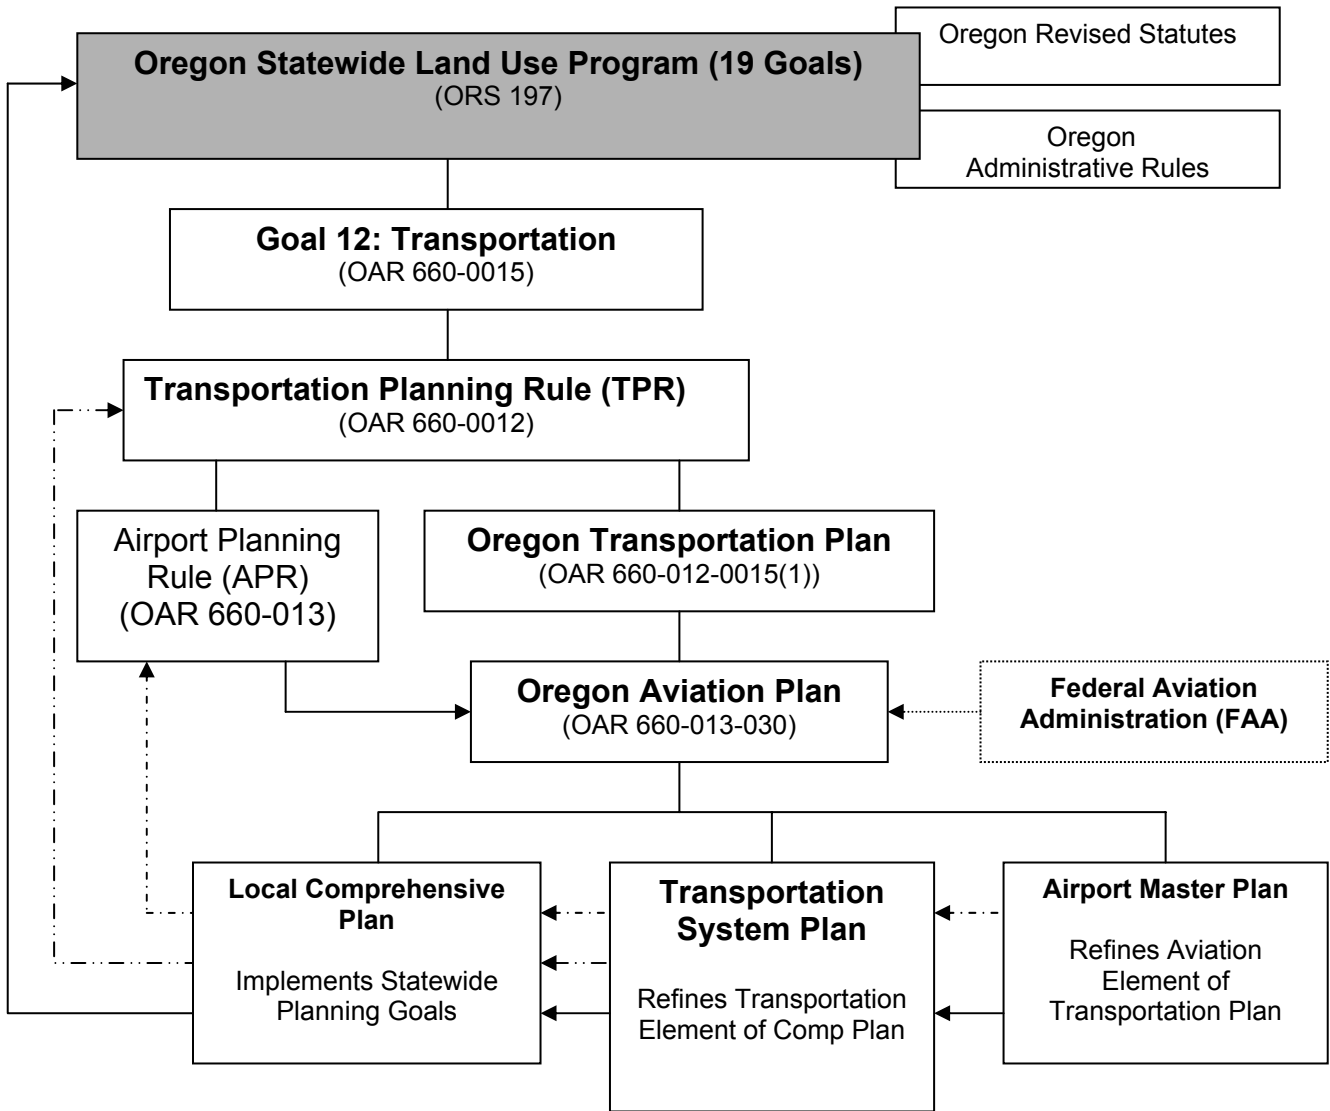 Oregon Revised Statutes
Oregon Statewide Land Use Program (19 Goals)
(ORS 197)
Oregon
Administrative Rules
Goal 12: Transportation
(OAR 660-0015)
Transportation Planning Rule (TPR)
(OAR 660-0012)
Airport Planning
Rule (APR)
(OAR 660-013)
Oregon Transportation Plan
(OAR 660-012-0015(1))
Oregon Aviation Plan
(OAR 660-013-030)
Federal Aviation
Administration (FAA)
Local Comprehensive
Plan
Implements Statewide
Planning Goals
Transportation
System Plan
Refines Transportation
Element of Comp Plan
Airport Master Plan
Refines Aviation
Element of
Transportation Plan